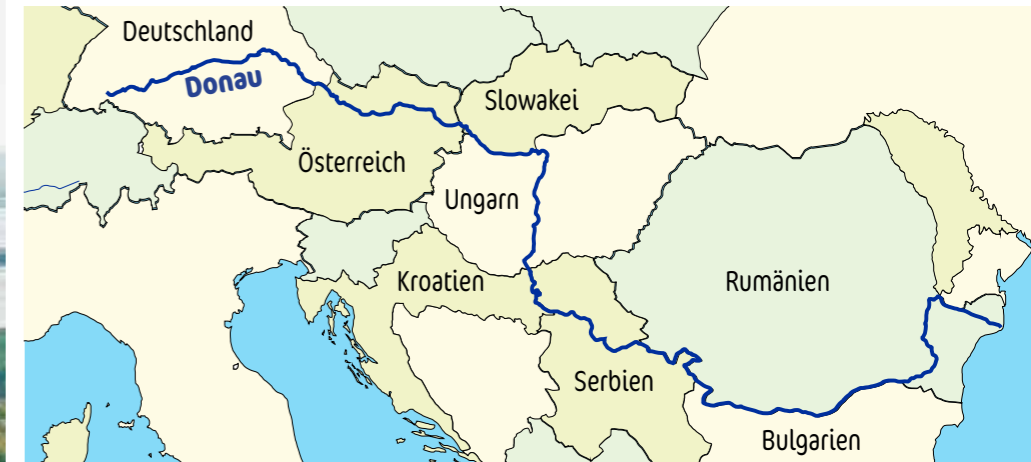 Deutschland
Donau
Slowakei
Österreich
Ungarn
Kroatien
Rumänien
Serbien
Bulgarien